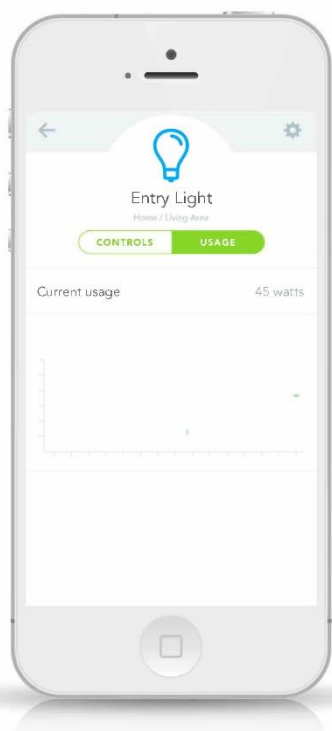 Entry Light
Home / Living Area
CONTROLS
USAGE
Current usage
45 watts